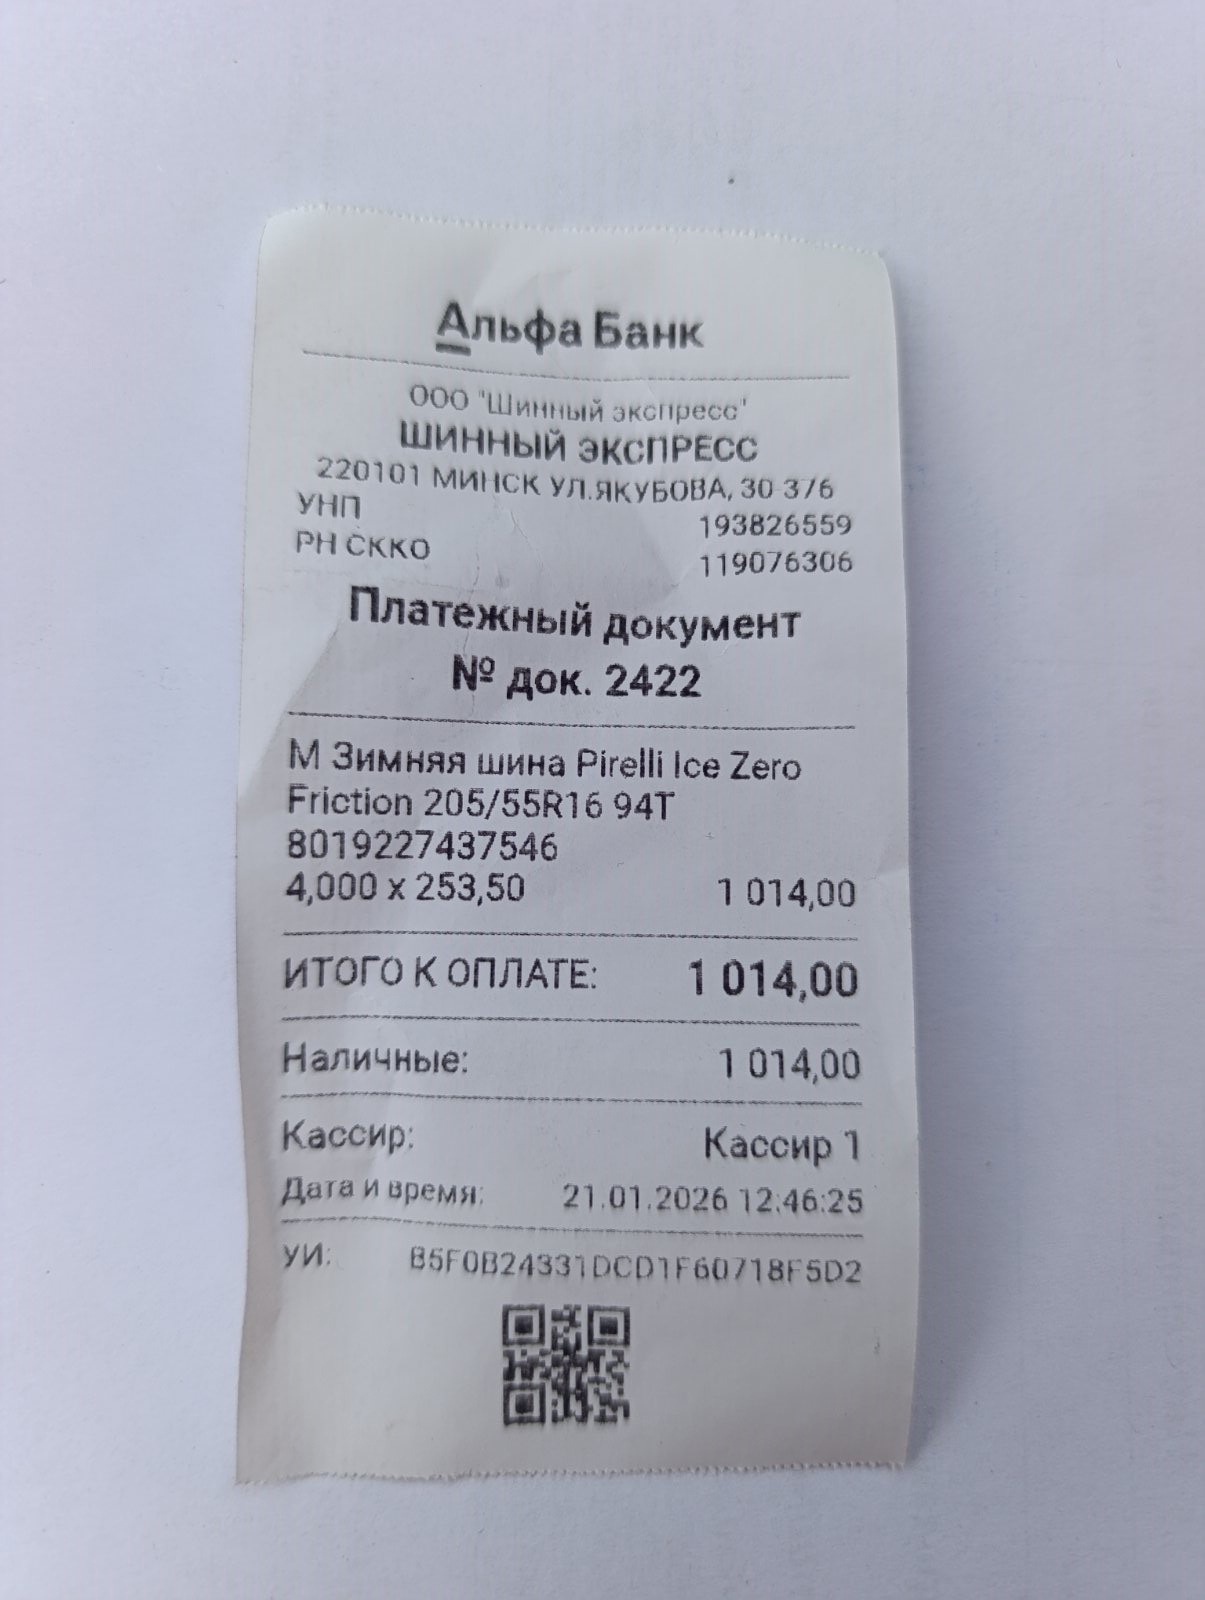 Альфа Банк
ООО "Шинный экспресс"
ШИННЫЙ ЭКСПРЕСС
220101 МИНСК УЛ.ЯКУБОВА, 30-376
УНП 193826559
РН СККО 119076306
Платежный документ
№ док. 2422
М Зимняя шина Pirelli Ice Zero
Friction 205/55R16 94T
8019227437546
4,000 x 253,50 1 014,00
ИТОГО К ОПЛАТЕ: 1 014,00
Наличные: 1 014,00
Кассир: Кассир 1
Дата и время: 21.01.2026 12:46:25
УИ: B5F0B24331DCD1F60718F5D2